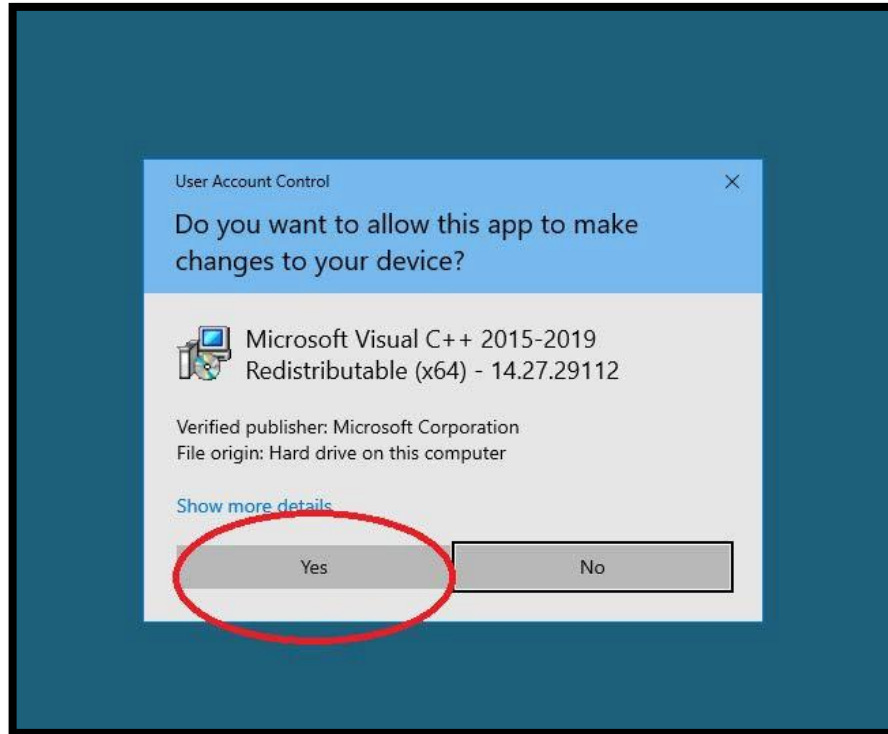 User Account Control
Do you want to allow this app to make
changes to your device?
Microsoft Visual C++ 2015-2019
Redistributable (x64) - 14.27.29112
Verified publisher: Microsoft Corporation
File origin: Hard drive on this computer
Show more details
Yes
No